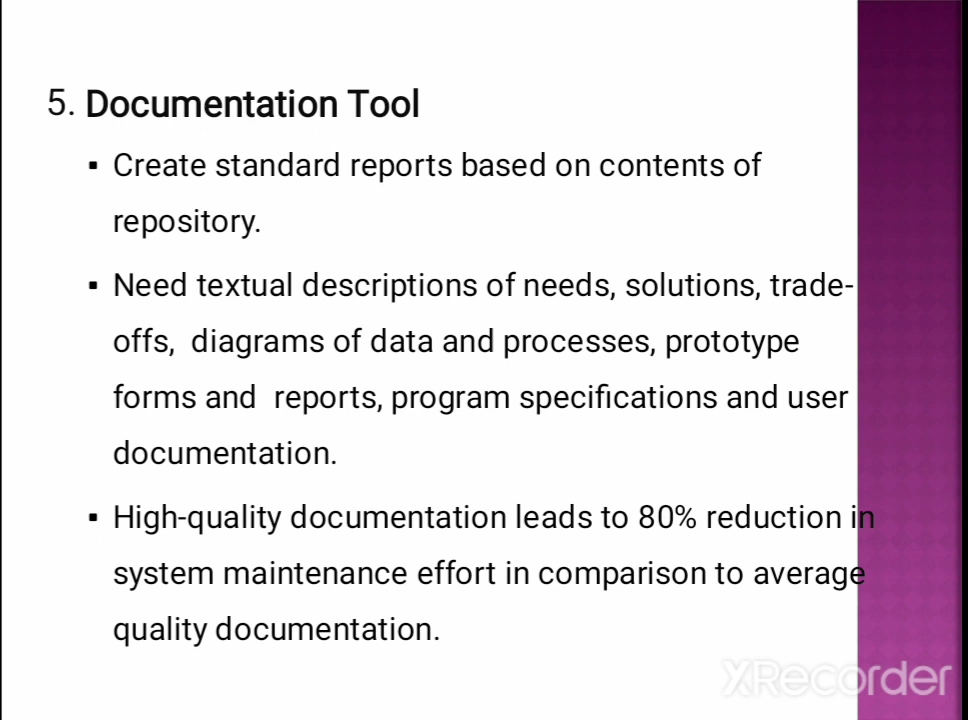 5. Documentation Tool
▪ Create standard reports based on contents of
repository.
▪ Need textual descriptions of needs, solutions, trade-
offs,  diagrams of data and processes, prototype
forms and  reports, program specifications and user
documentation.
▪ High-quality documentation leads to 80% reduction in
system maintenance effort in comparison to average
quality documentation.
XRecorder